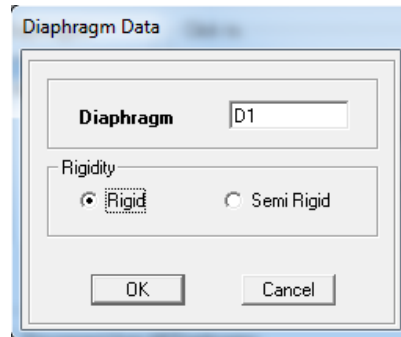 Diaphragm Data
Diaphragm D1
Rigidity
Rigid Semi Rigid
OK Cancel